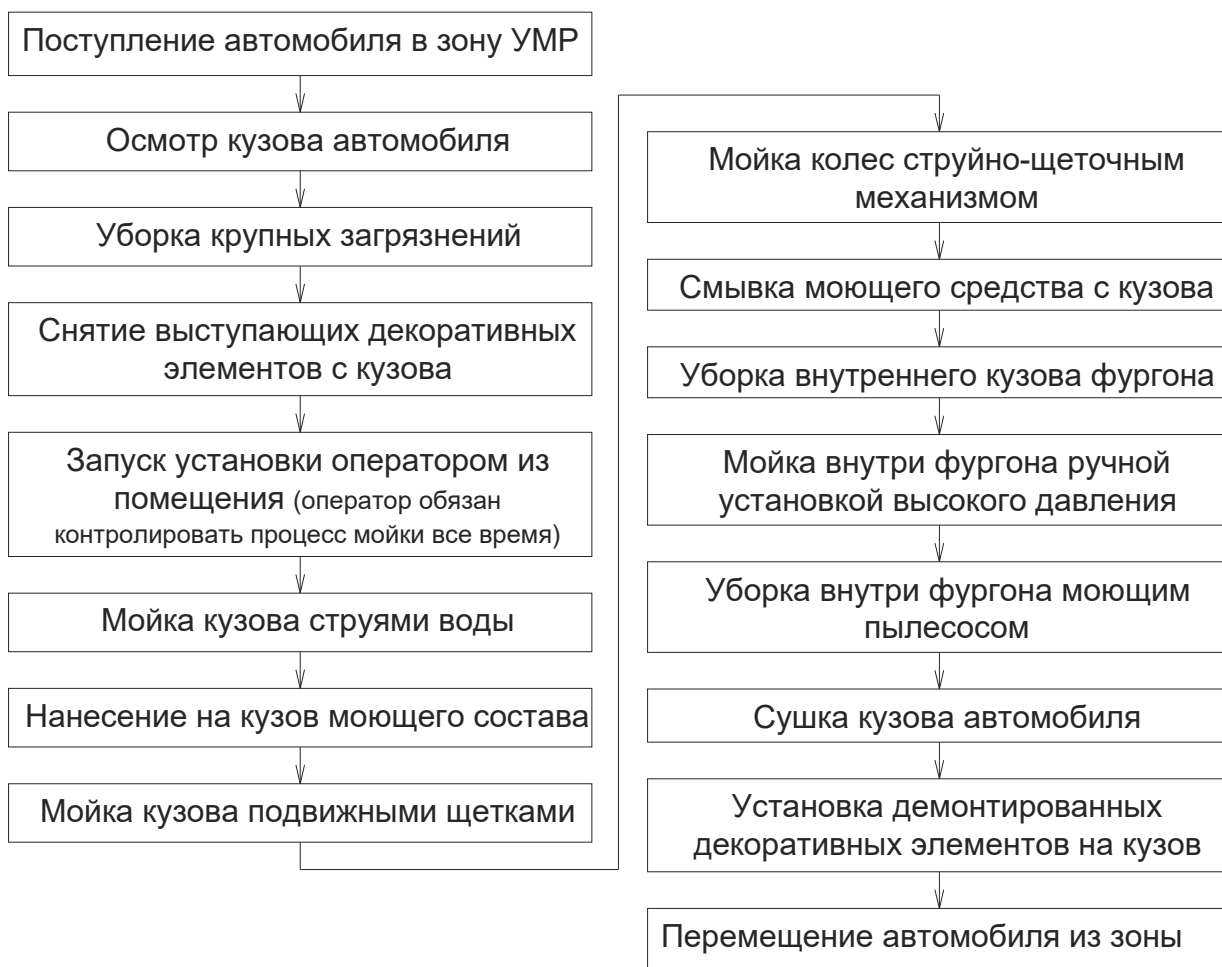 Поступление автомобиля в зону УМР
Осмотр кузова автомобиля
Уборка крупных загрязнений
Снятие выступающих декоративных
элементов с кузова
Запуск установки оператором из
помещения (оператор обязан
контролировать процесс мойки все время)
Мойка кузова струями воды
Нанесение на кузов моющего состава
Мойка кузова подвижными щетками
Мойка колес струйно-щеточным
механизмом
Смывка моющего средства с кузова
Уборка внутреннего кузова фургона
Мойка внутри фургона ручной
установкой высокого давления
Уборка внутри фургона моющим
пылесосом
Сушка кузова автомобиля
Установка демонтированных
декоративных элементов на кузов
Перемещение автомобиля из зоны